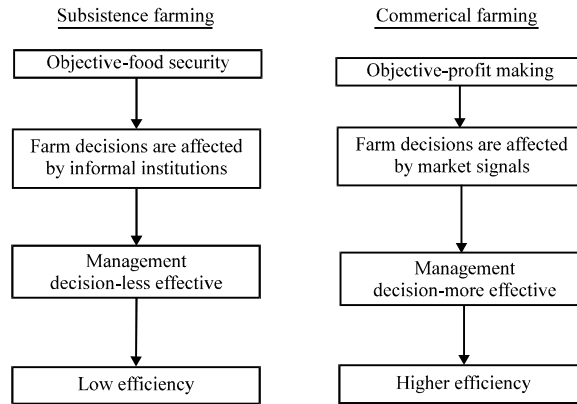 Subsistence farming
Objective-food security
Farm decisions are affected
by informal institutions
Management
decision-less effective
Low efficiency
Commerical farming
Objective-profit making
Farm decisions are affected
by market signals
Management
decision-more effective
Higher efficiency